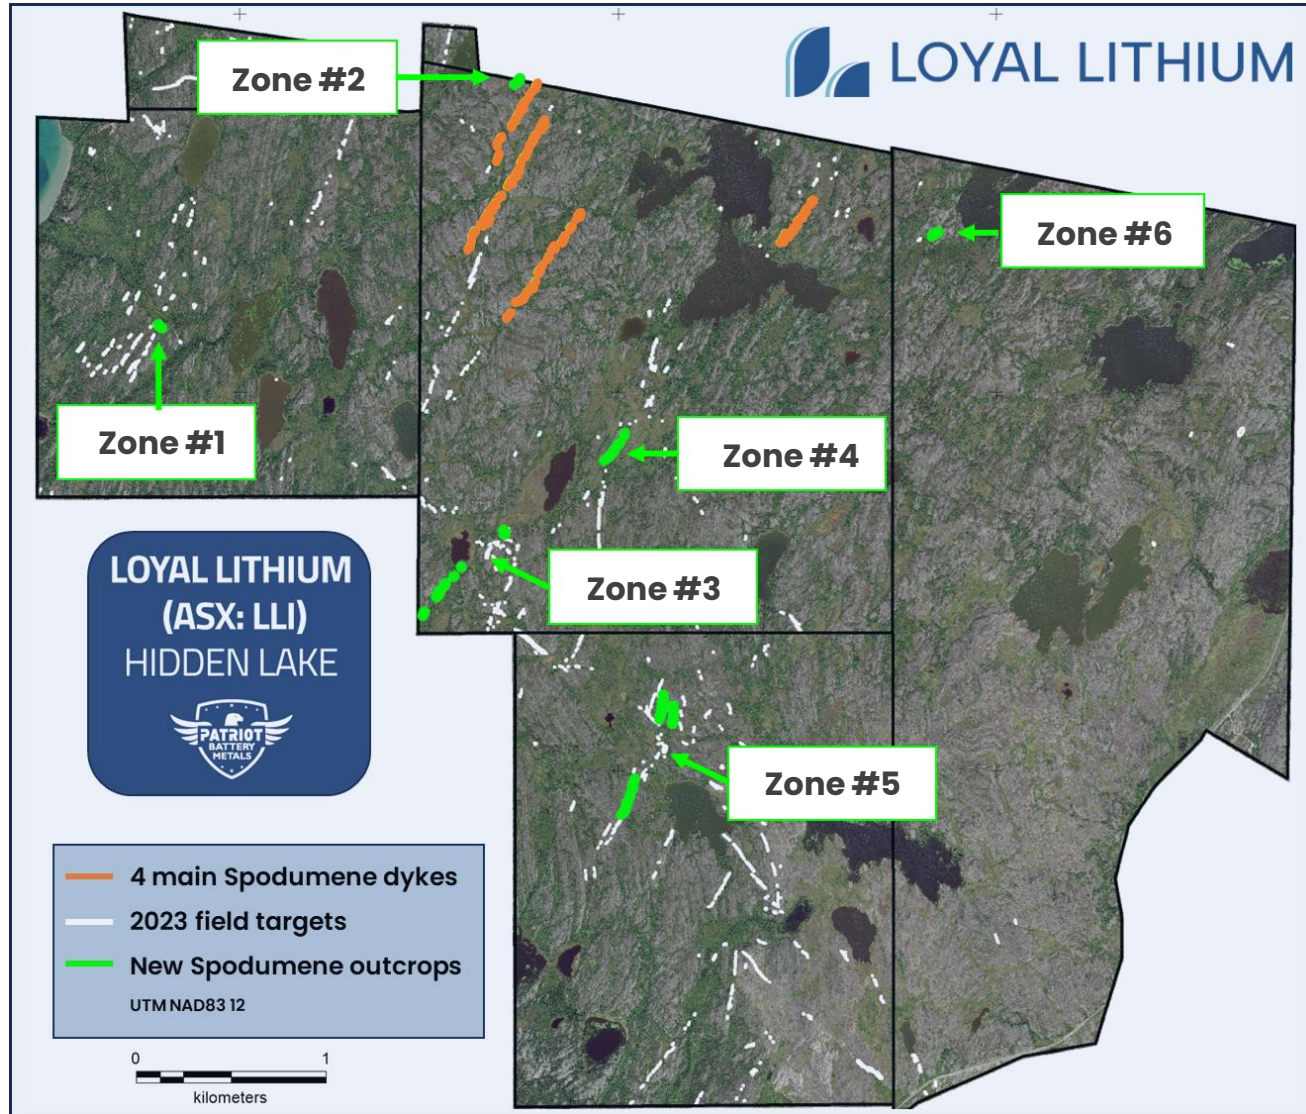 LOYAL LITHIUM
Zone #2
Zone #6
Zone #1
Zone #4
Zone #3
LOYAL LITHIUM
(ASX: LLI)
HIDDEN LAKE
PATRIOT
BATTERY
METALS
Zone #5
4 main Spodumene dykes
2023 field targets
New Spodumene outcrops
UTM NAD83 12
0 1
kilometers